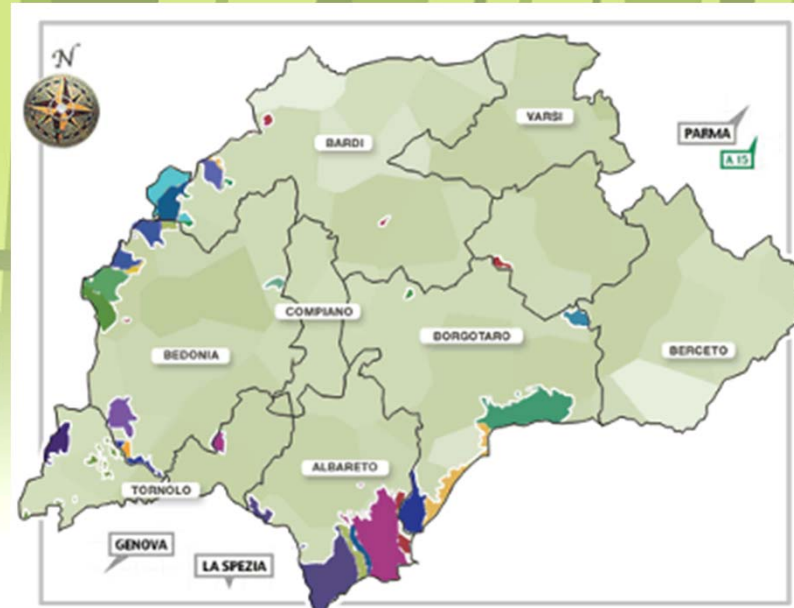 N
VARSI
PARMA
A 15
BARDI
COMPIANO
BORGOTARO
BEDONIA
BERCETO
ALBARETO
TORNOLO
GENOVA
LA SPEZIA